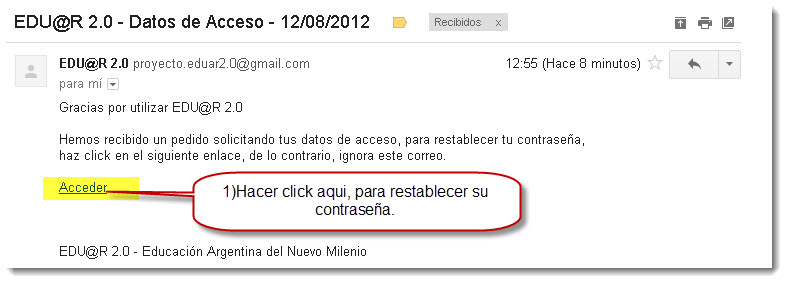 EDU@R 2.0 - Datos de Acceso - 12/08/2012
Recibidos x
EDU@R 2.0 proyecto.eduar2.0@gmail.com
12:55 (Hace 8 minutos)
para mí
Gracias por utilizar EDU@R 2.0
Hemos recibido un pedido solicitando tus datos de acceso, para restablecer tu contraseña,
haz click en el siguiente enlace, de lo contrario, ignora este correo.
Acceder
1)Hacer click aqui, para restablecer su
contraseña.
EDU@R 2.0 - Educación Argentina del Nuevo Milenio